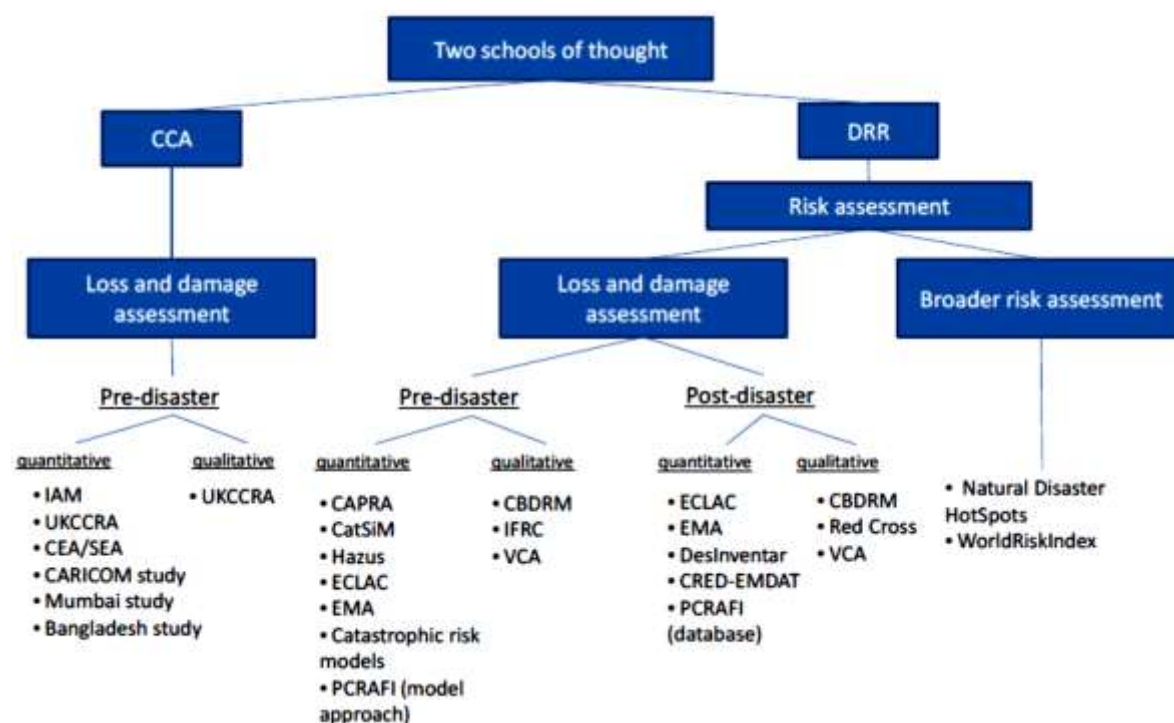 Two schools of thought
CCA
DRR
Risk assessment
Loss and damage
assessment
Loss and damage
assessment
Broader risk assessment
Pre-disaster
Pre-disaster
Post-disaster
quantitative
qualitative
quantitative
qualitative
quantitative
qualitative
• IAM
• UKCCRA
• CEA/SEA
• CARICOM study
• Mumbai study
• Bangladesh study
• UKCCRA
• CAPRA
• CatSiM
• Hazus
• ECLAC
• EMA
• Catastrophic risk
models
• PCRAFI (model
approach)
• CBDRM
• IFRC
• VCA
• ECLAC
• EMA
• DesInventar
• CRED-EMDAT
• PCRAFI
(database)
• CBDRM
• Red Cross
• VCA
• Natural Disaster
HotSpots
• WorldRiskIndex